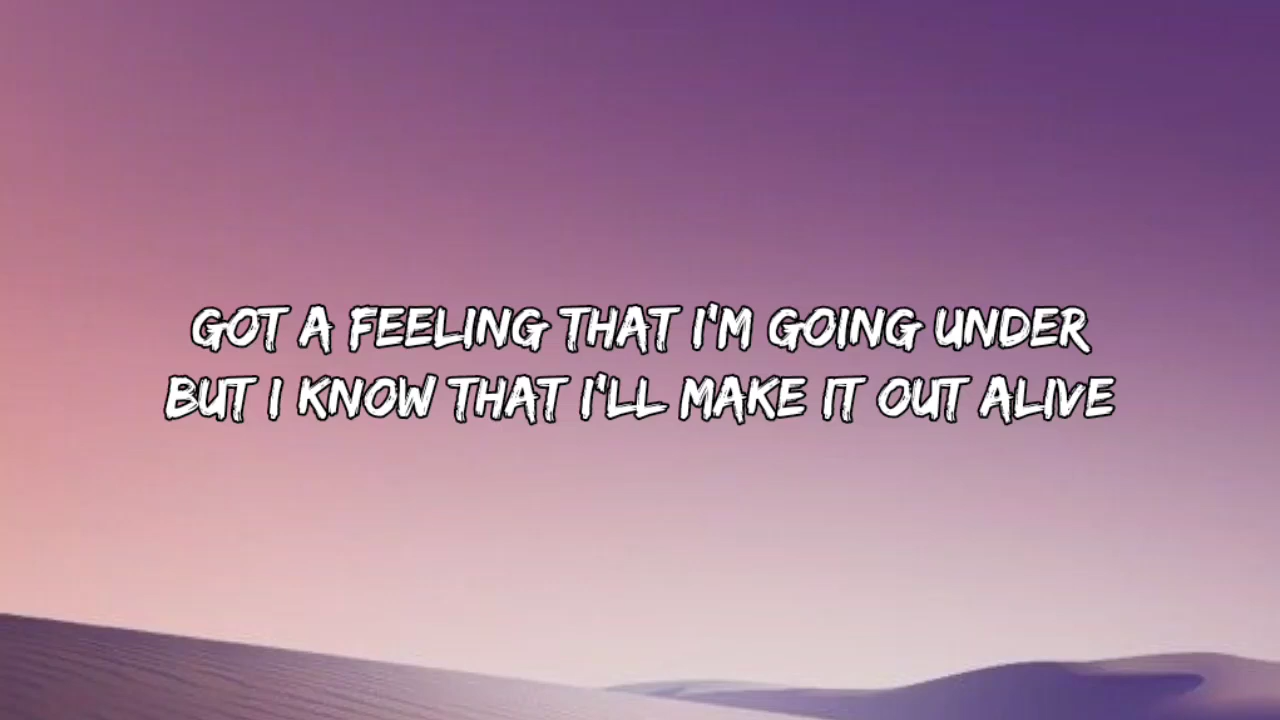 GOT A FEELING THAT I'M GOING UNDER
BUT I KNOW THAT I'LL MAKE IT OUT ALIVE